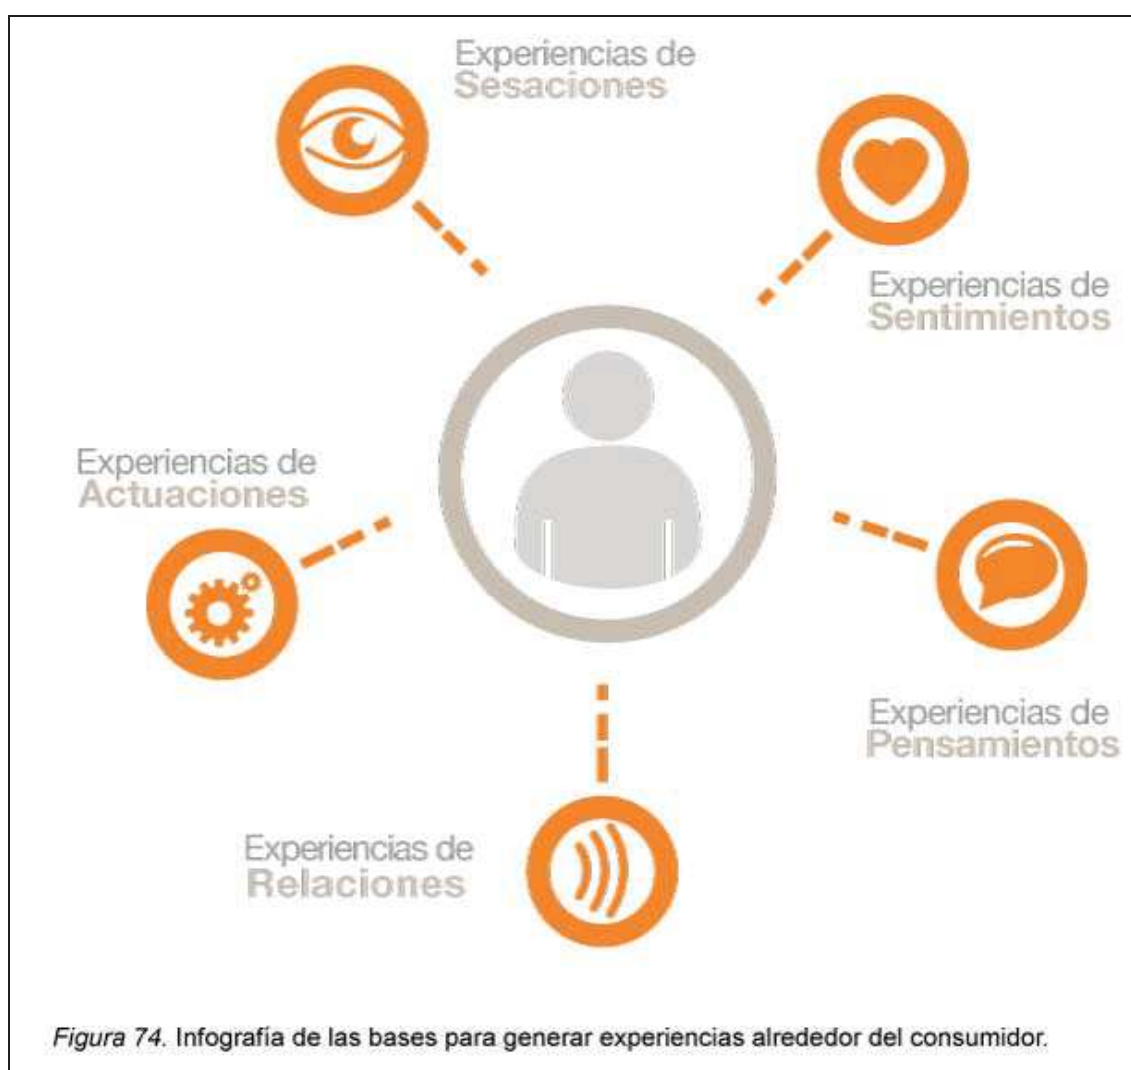 Experiencias de
Sesaciones
Experiencias de
Sentimientos
Experiencias de
Actuaciones
Experiencias de
Pensamientos
Experiencias de
Relaciones
Figura 74. Infografía de las bases para generar experiencias alrededor del consumidor.